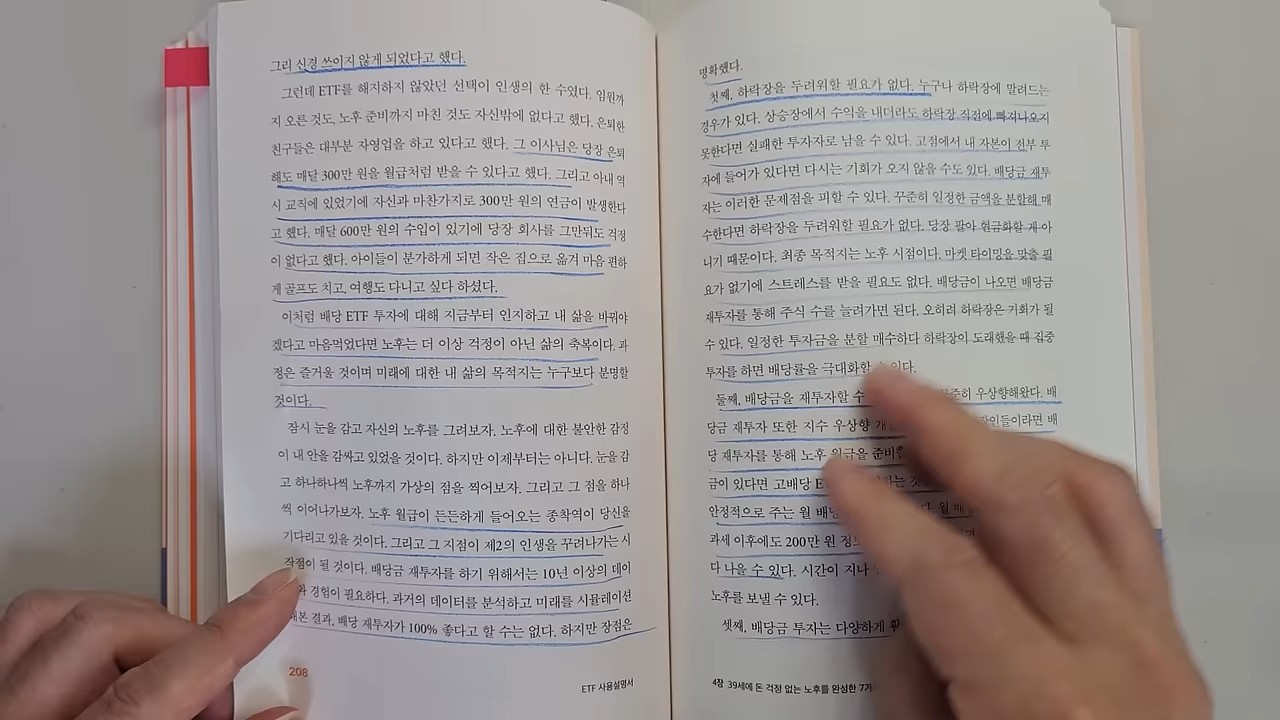 그리 신경 쓰이지 않게 되었다고 했다.
그런데 ETF를 해지하지 않았던 선택이 인생의 한 수였다. 임원까
지 오른 것도, 노후 준비까지 마친 것도 자신밖에 없다고 했다. 은퇴한
친구들은 대부분 자영업을 하고 있다고 했다. 그 이사님은 당장 은퇴
해도 매달 300만 원을 월급처럼 받을 수 있다고 했다. 그리고 아내 역
시 교직에 있었기에 자신과 마찬가지로 300만 원의 연금이 발생한다
고 했다. 매달 600만 원의 수입이 있기에 당장 회사를 그만둬도 걱정
이 없다고 했다. 아이들이 분가하게 되면 작은 집으로 옮겨 마음 편하
게 골프도 치고, 여행도 다니고 싶다 하셨다.
이처럼 배당 ETF 투자에 대해 지금부터 인지하고 내 삶을 바꿔야
겠다고 마음먹었다면 노후는 더 이상 걱정이 아닌 삶의 축복이다. 과
정은 즐거울 것이며 미래에 대한 내 삶의 목적지는 누구보다 분명할
것이다.
잠시 눈을 감고 자신의 노후를 그려보자. 노후에 대한 불안한 감정
이 내 안을 감싸고 있었을 것이다. 하지만 이제부터는 아니다. 눈을 감
고 하나하나씩 노후까지 가상의 점을 찍어보자. 그리고 그 점을 하나
씩 이어나가보자. 노후 월급이 든든하게 들어오는 종착역이 당신을
기다리고 있을 것이다. 그리고 그 지점이 제2의 인생을 꾸려나가는 시
작점이 될 것이다. 배당금 재투자를 하기 위해서는 10년 이상의 데이
경험이 필요하다. 과거의 데이터를 분석하고 미래를 시뮬레이션
해본 결과, 배당 재투자가 100% 좋다고 할 수는 없다. 하지만 장점은
208
ETF 사용설명서
명확했다.
첫째, 하락장을 두려워할 필요가 없다. 누구나 하락장에 말려드는
경우가 있다. 상승장에서 수익을 내더라도 하락장 직전에 빠져나오지
못한다면 실패한 투자자로 남을 수 있다. 고점에서 내 자본이 전부 투
자에 들어가 있다면 다시는 기회가 오지 않을 수도 있다. 배당금 재투
자는 이러한 문제점을 피할 수 있다. 꾸준히 일정한 금액을 분할해 매
수한다면 하락장을 두려워할 필요가 없다. 당장 팔아 현금화할 게 아
니기 때문이다. 최종 목적지는 노후 시점이다. 마켓 타이밍을 맞출 필
요가 없기에 스트레스를 받을 필요도 없다. 배당금이 나오면 배당금
재투자를 통해 주식 수를 늘려가면 된다. 오히려 하락장은 기회가 될
수 있다. 일정한 투자금을 분할 매수하다 하락장이 도래했을 때 집중
투자를 하면 배당률을 극대화할 수 있다.
둘째, 배당금을 재투자할 수 꾸준히 우상향해왔다. 배
당금 재투자 또한 지수 우상향 라인들이라면 배
당 재투자를 통해 노후 월급을 준비
금이 있다면 고배당
안정적으로 주는 월 배당 월
과세 이후에도 200만 원
다 나을 수 있다. 시간이 지나
노후를 보낼 수 있다.
셋째, 배당금 투자는 다양하게
4장 39세에 돈 걱정 없는 노후를 완성한 7가